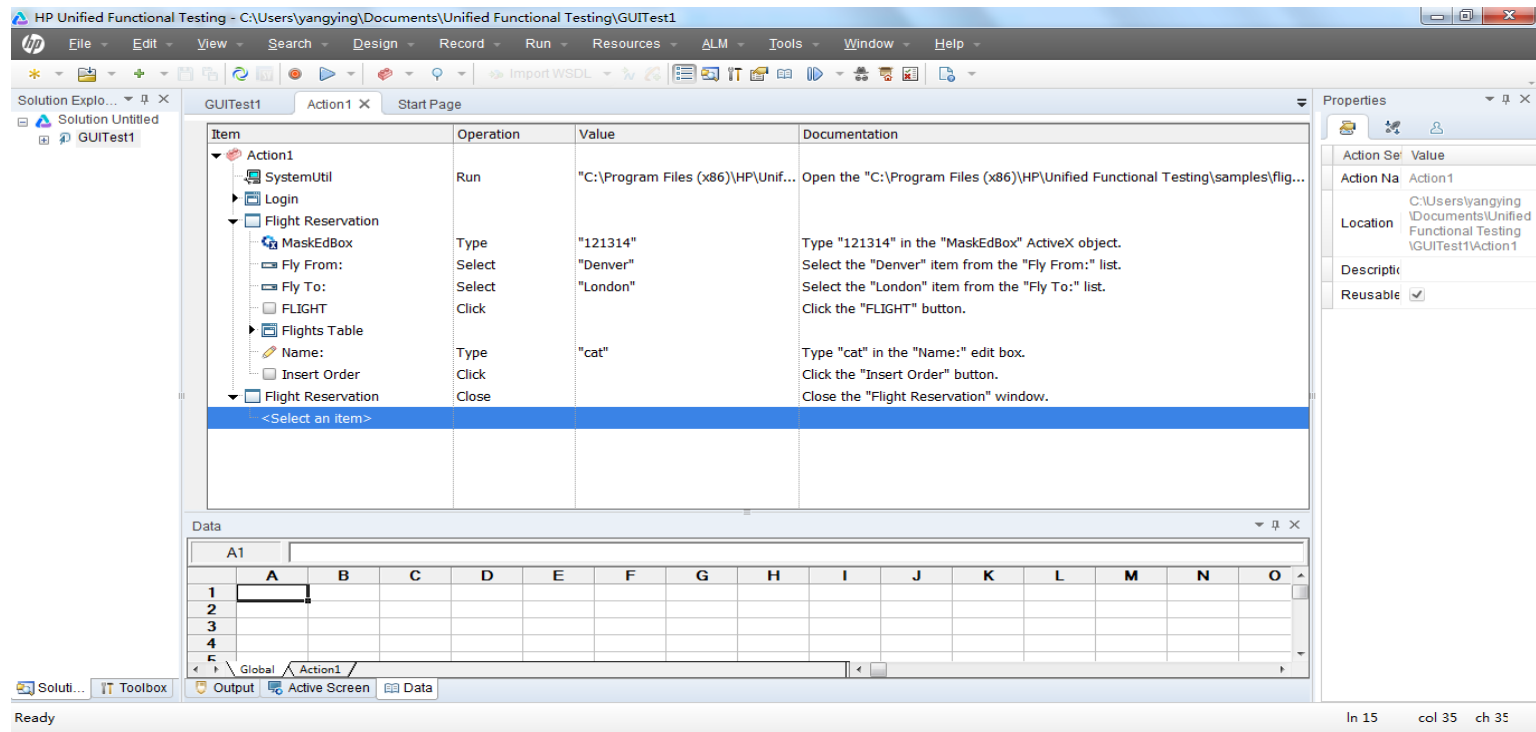 HP Unified Functional Testing - C:\Users\yangying\Documents\Unified Functional Testing\GUITest1
hp File Edit View Search Design Record Run Resources ALM Tools Window Help
Import WSDL
Solution Explo...
Solution Untitled
GUITest1
GUITest1 Action1 Start Page
Item Operation Value Documentation
Action1
SystemUtil Run "C:\Program Files (x86)\HP\Unif... Open the "C:\Program Files (x86)\HP\Unified Functional Testing\samples\flig...
Login
Flight Reservation
MaskEdBox Type "121314" Type "121314" in the "MaskEdBox" ActiveX object.
Fly From: Select "Denver" Select the "Denver" item from the "Fly From:" list.
Fly To: Select "London" Select the "London" item from the "Fly To:" list.
FLIGHT Click Click the "FLIGHT" button.
Flights Table
Name: Type "cat" Type "cat" in the "Name:" edit box.
Insert Order Click Click the "Insert Order" button.
Flight Reservation Close Close the "Flight Reservation" window.
<Select an item>
Data
A1
A B C D E F G H I J K L M N O
1
2
3
4
5
Global Action1
Output Active Screen Data
Soluti... Toolbox
Properties
Action Set Value
Action Na Action1
Location C:\Users\yangying
\Documents\Unified
Functional Testing
\GUITest1\Action1
Descriptio
Reusable
Ready ln 15 col 35 ch 35